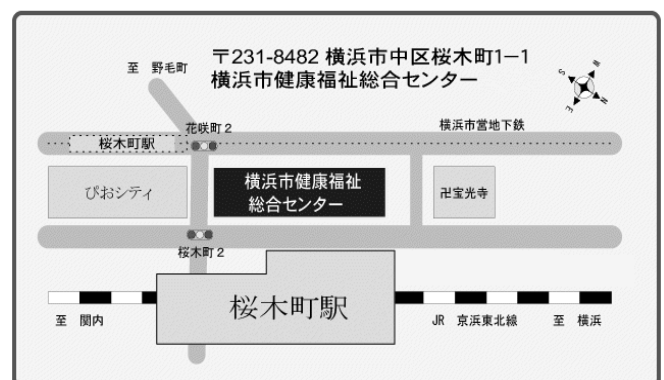 〒231-8482 横浜市中区桜木町1−1
横浜市健康福祉総合センター
至 野毛町
S W
E N
花咲町2
横浜市営地下鉄
桜木町駅
ぴおシティ
横浜市健康福祉
総合センター
卍宝光寺
桜木町2
桜木町駅
至 関内
JR 京浜東北線
至 横浜